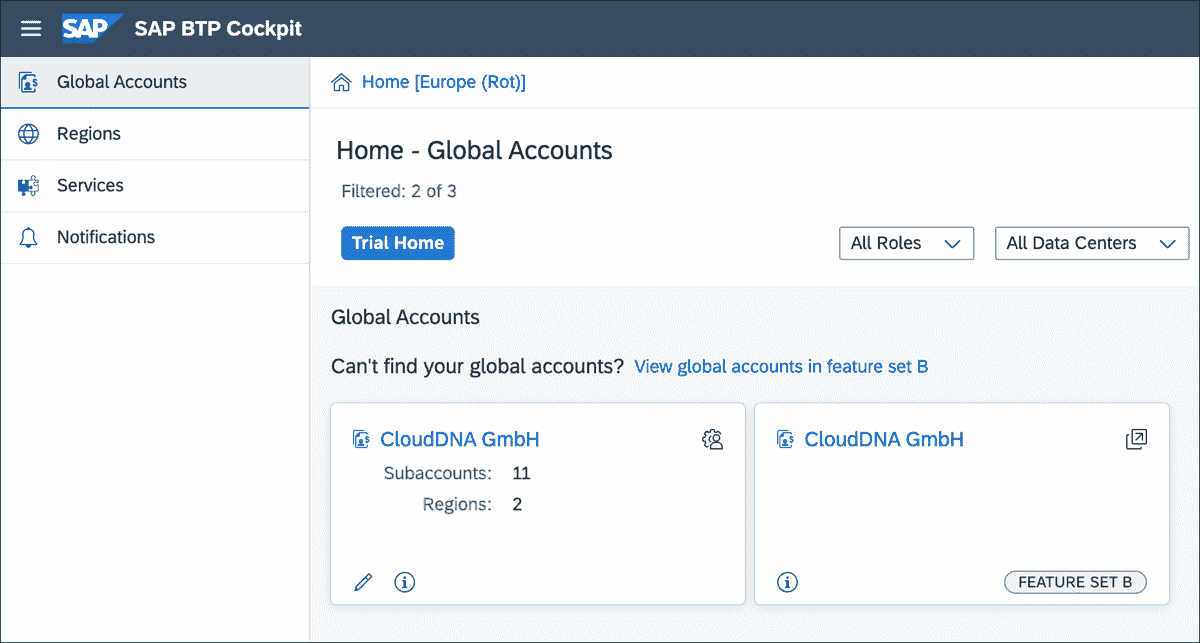 SAP SAP BTP Cockpit
Global Accounts
Regions
Services
Notifications
Home [Europe (Rot)]
Home - Global Accounts
Filtered: 2 of 3
Trial Home
All Roles
All Data Centers
Global Accounts
Can't find your global accounts? View global accounts in feature set B
CloudDNA GmbH
Subaccounts: 11
Regions: 2
CloudDNA GmbH
FEATURE SET B